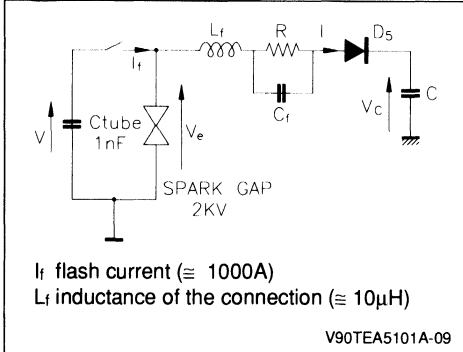 Lf R I D5
If
V Ctube 1nF Ve Cf VC C
SPARK GAP
2KV
If flash current (≅ 1000A)
Lf inductance of the connection (≅ 10µH)
V90TEA5101A-09